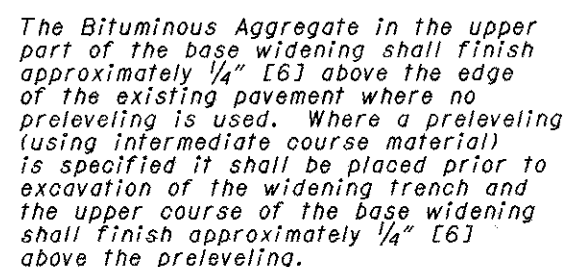 The Bituminous Aggregate in the upper
part of the base widening shall finish
approximately 1/4" [6] above the edge
of the existing pavement where no
preleveling is used. Where a preleveling
(using intermediate course material)
is specified it shall be placed prior to
excavation of the widening trench and
the upper course of the base widening
shall finish approximately 1/4" [6]
above the preleveling.